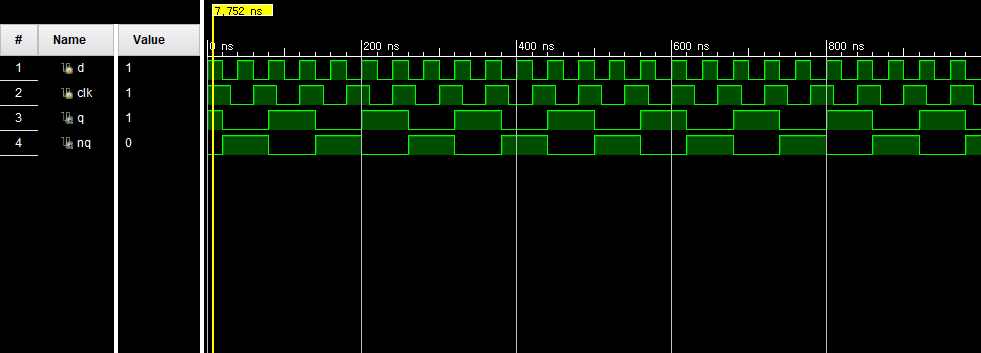 7,752 ns
# Name Value
0 ns 200 ns 400 ns 600 ns 800 ns
1 d 1
2 clk 1
3 q 1
4 nq 0